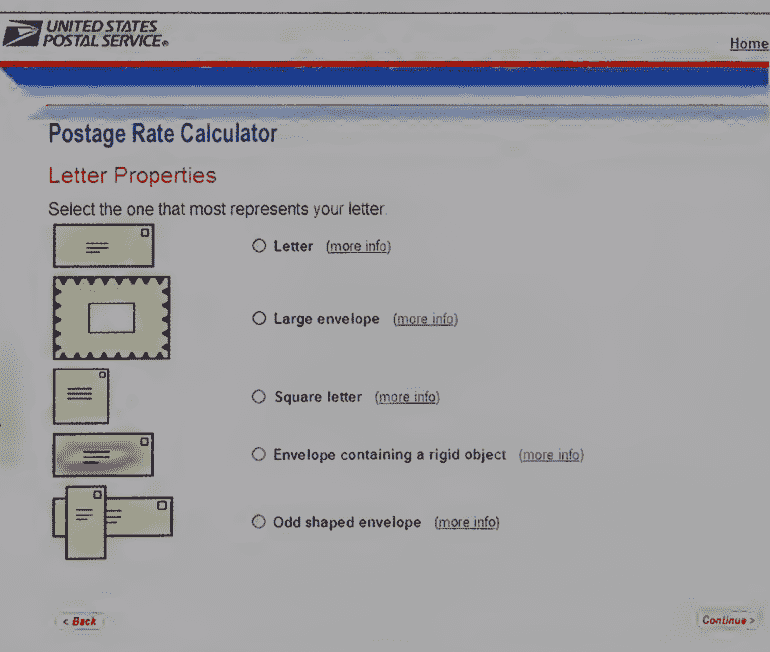 UNITED STATES
POSTAL SERVICE®
Home
Postage Rate Calculator
Letter Properties
Select the one that most represents your letter.
Letter (more info)
Large envelope (more info)
Square letter (more info)
Envelope containing a rigid object (more info)
Odd shaped envelope (more info)
< Back
Continue >